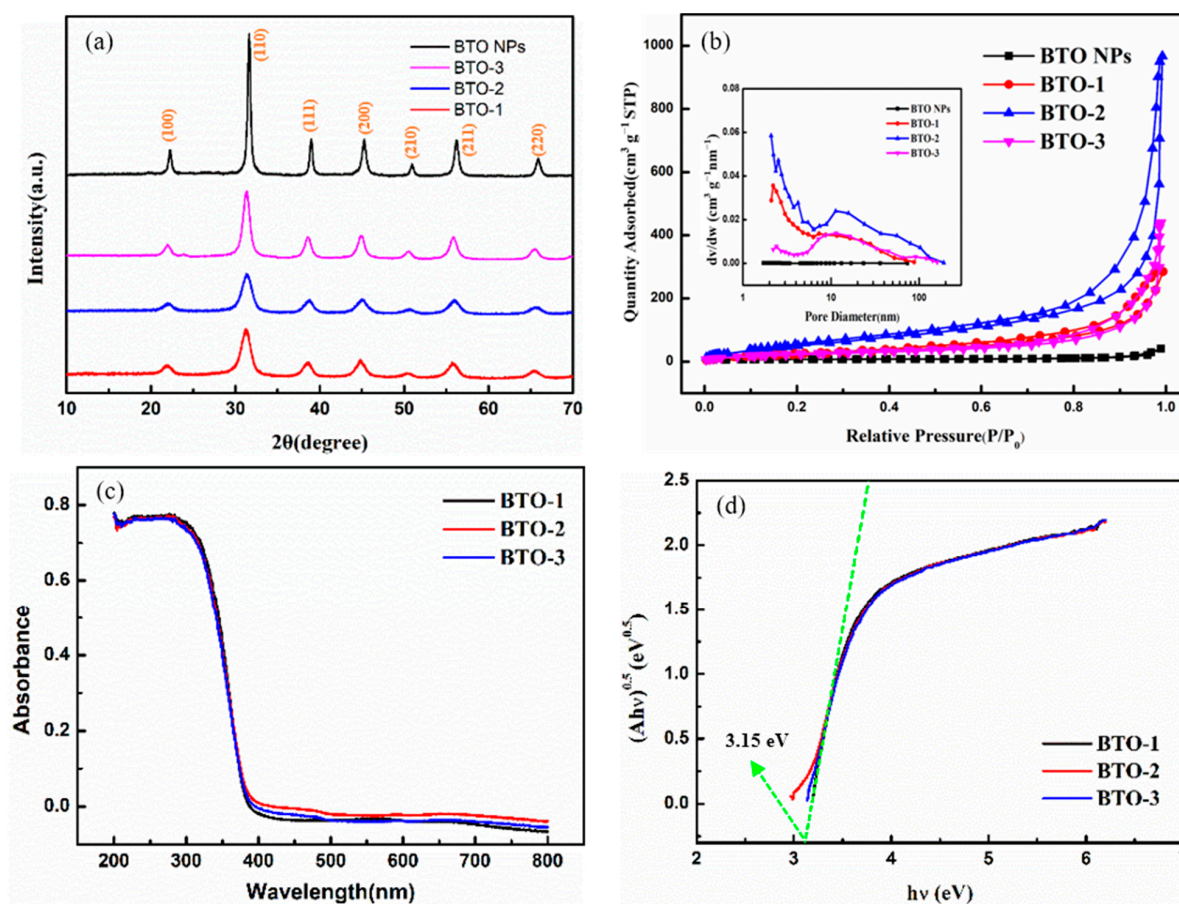 (a)
BTO NPs
BTO-3
BTO-2
BTO-1
(100)
(110)
(111)
(200)
(210)
(211)
(220)
Intensity(a.u.)
10 20 30 40 50 60 70
2θ(degree)
(b)
BTO NPs
BTO-1
BTO-2
BTO-3
Quantity Adsorbed(cm³ g⁻¹ STP)
1000
800
600
400
200
0
0.0 0.2 0.4 0.6 0.8 1.0
Relative Pressure(P/P₀)
BTO NPs
BTO-1
BTO-2
BTO-3
dv/dw (cm³ g⁻¹nm⁻¹)
0.08
0.06
0.04
0.02
0.00
1 10 100
Pore Diameter(nm)
(c)
BTO-1
BTO-2
BTO-3
Absorbance
0.8
0.6
0.4
0.2
0.0
200 300 400 500 600 700 800
Wavelength(nm)
(d)
(Ahν)⁰·⁵ (eV⁰·⁵)
2.5
2.0
1.5
1.0
0.5
0.0
3.15 eV
BTO-1
BTO-2
BTO-3
2 3 4 5 6 7
hν (eV)